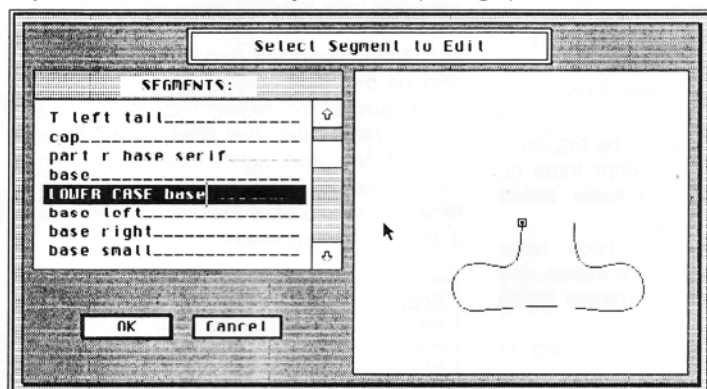 Select Segment to Edit
SEGMENTS:
T left tail
cap
part r base serif
base
LOWER CASE base
base left
base right
base small
OK
Cancel